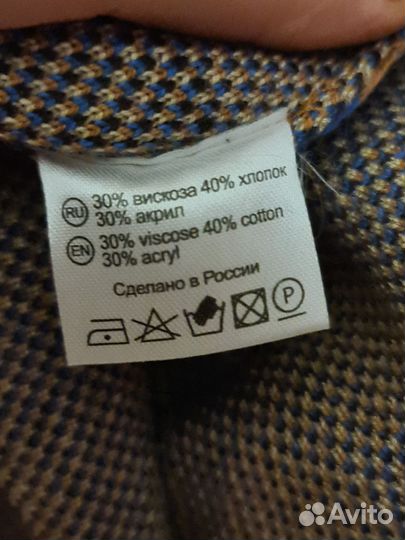 RU 30% вискоза 40% хлопок
30% акрил
EN 30% viscose 40% cotton
30% acryl
Сделано в России
P
Avito